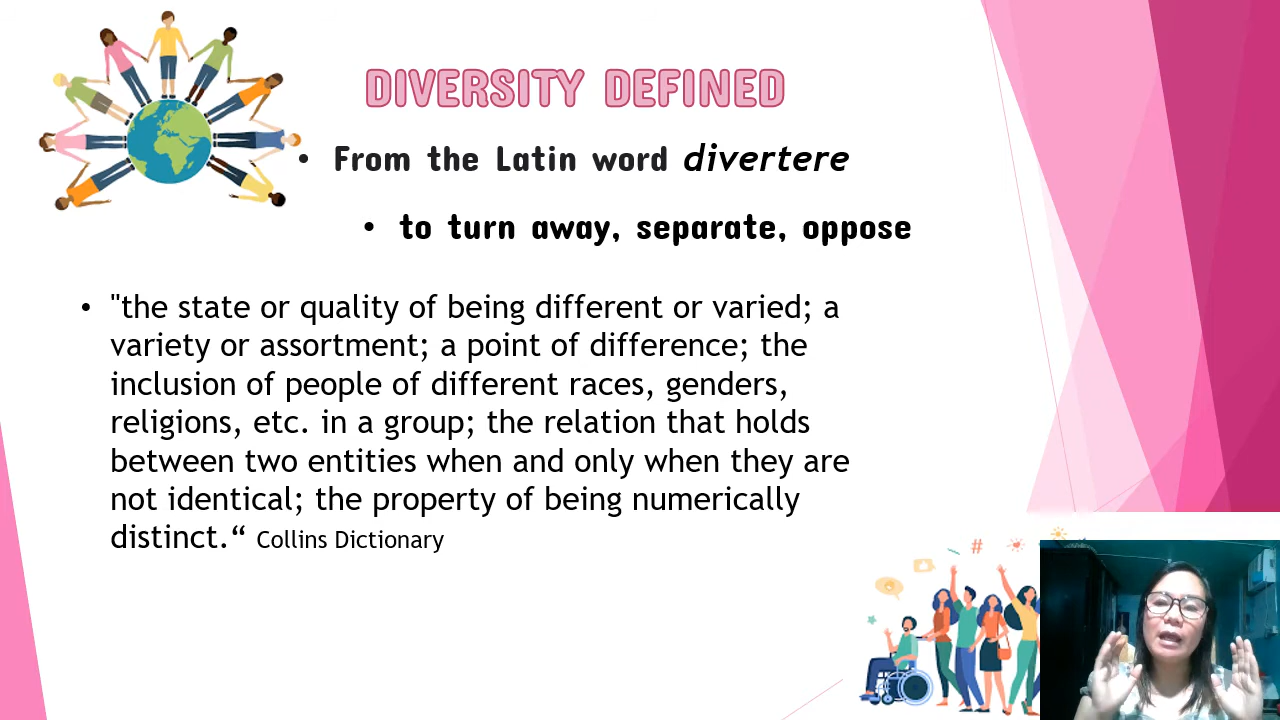 DIVERSITY DEFINED
• From the Latin word divertere
• to turn away, separate, oppose
• "the state or quality of being different or varied; a
variety or assortment; a point of difference; the
inclusion of people of different races, genders,
religions, etc. in a group; the relation that holds
between two entities when and only when they are
not identical; the property of being numerically
distinct.“ Collins Dictionary
#